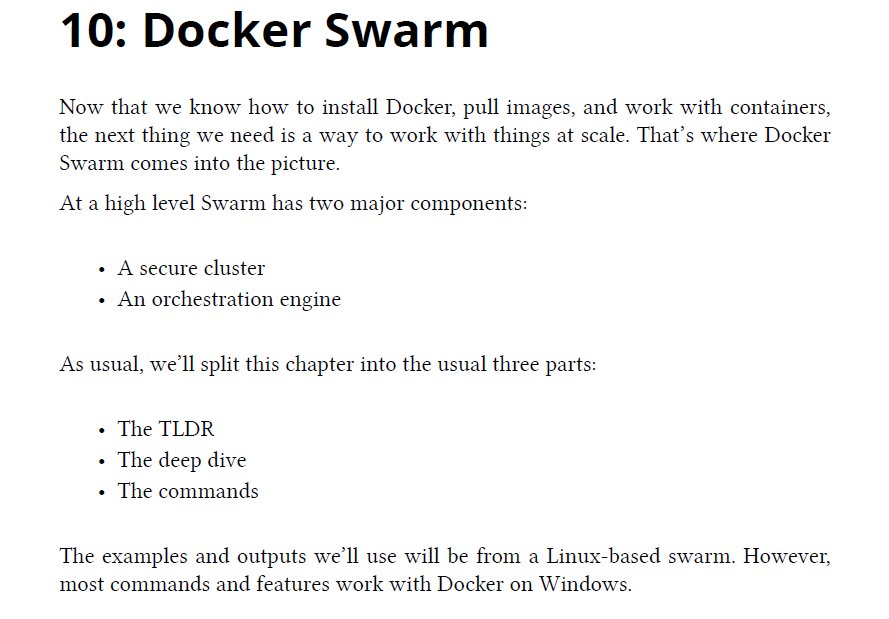 10: Docker Swarm
Now that we know how to install Docker, pull images, and work with containers,
the next thing we need is a way to work with things at scale. That’s where Docker
Swarm comes into the picture.
At a high level Swarm has two major components:
• A secure cluster
• An orchestration engine
As usual, we’ll split this chapter into the usual three parts:
• The TLDR
• The deep dive
• The commands
The examples and outputs we’ll use will be from a Linux-based swarm. However,
most commands and features work with Docker on Windows.